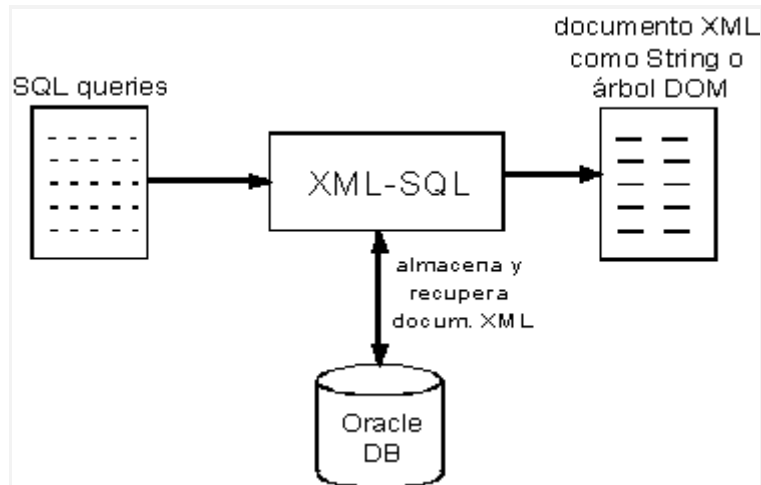 documento XML
como String o
árbol DOM
SQL queries
XML-SQL
almacena y
recupera
docum. XML
Oracle
DB